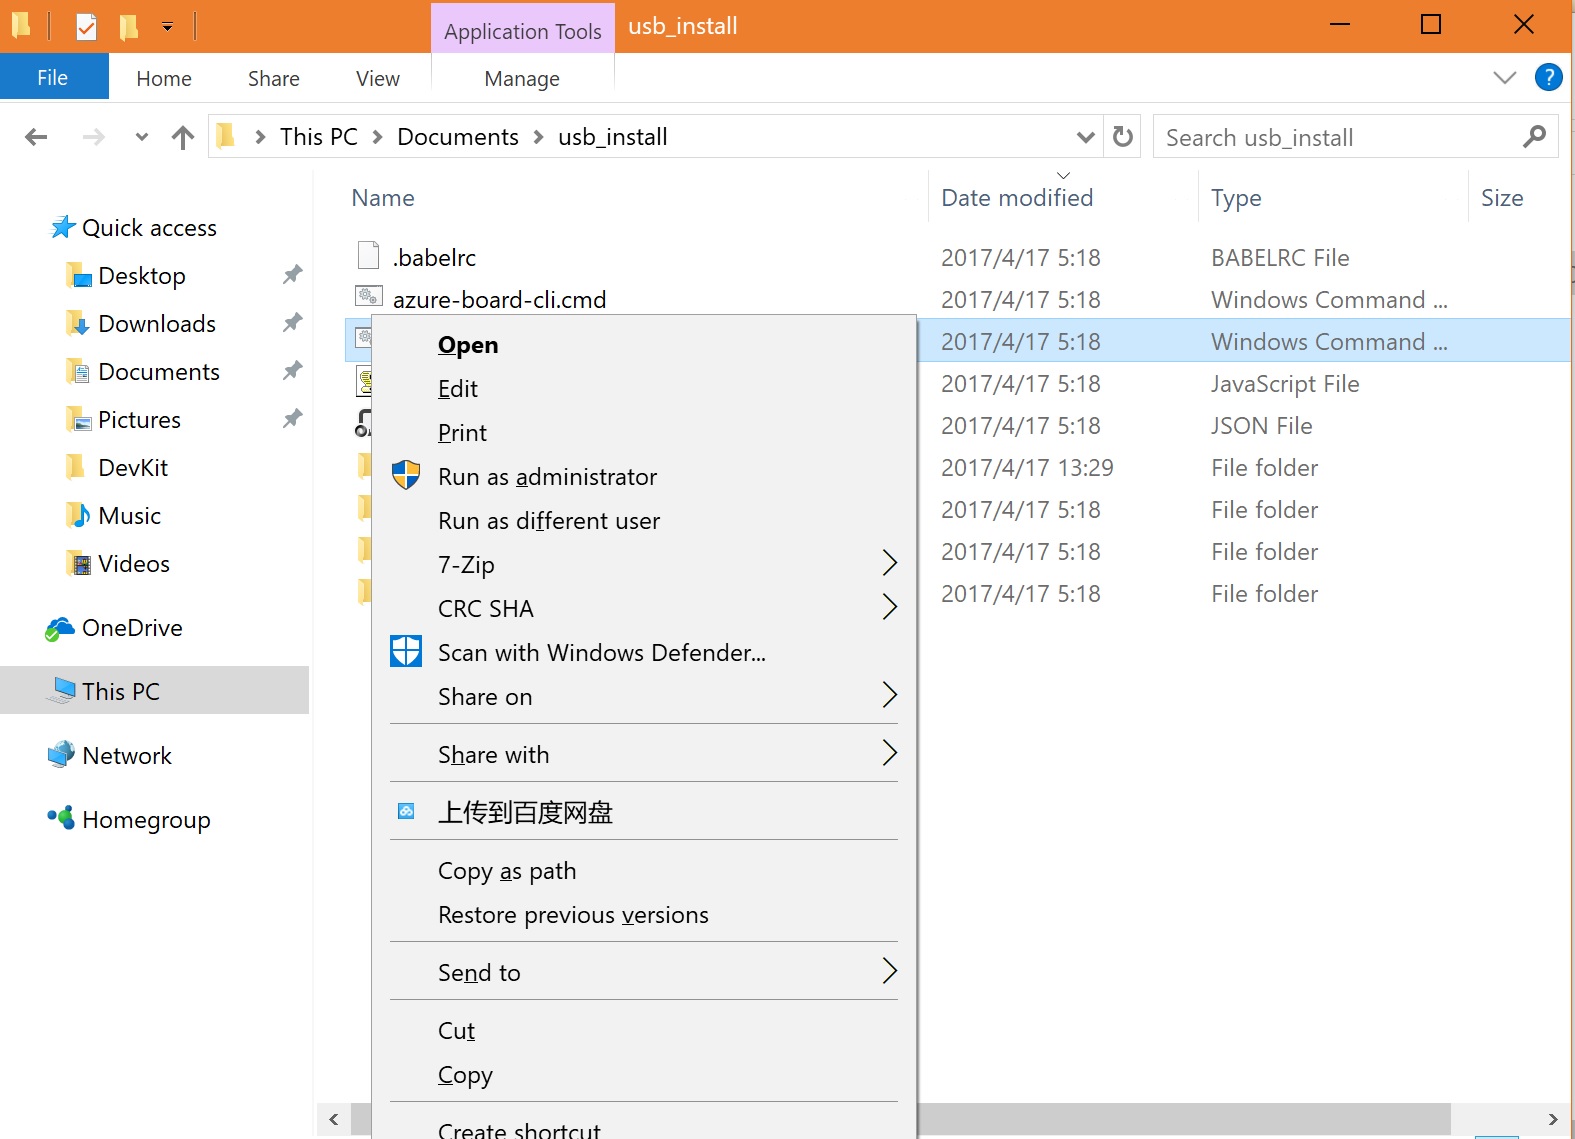 Application Tools
usb_install
File
Home
Share
View
Manage
?
This PC
Documents
usb_install
Search usb_install
Name
Date modified
Type
Size
Quick access
Desktop
Downloads
Documents
Pictures
DevKit
Music
Videos
OneDrive
This PC
Network
Homegroup
.babelrc 2017/4/17 5:18 BABELRC File
azure-board-cli.cmd 2017/4/17 5:18 Windows Command ...
2017/4/17 5:18 Windows Command ...
2017/4/17 5:18 JavaScript File
2017/4/17 5:18 JSON File
2017/4/17 13:29 File folder
2017/4/17 5:18 File folder
2017/4/17 5:18 File folder
2017/4/17 5:18 File folder
Open
Edit
Print
Run as administrator
Run as different user
7-Zip
CRC SHA
Scan with Windows Defender...
Share on
Share with
上传到百度网盘
Copy as path
Restore previous versions
Send to
Cut
Copy
Create shortcut